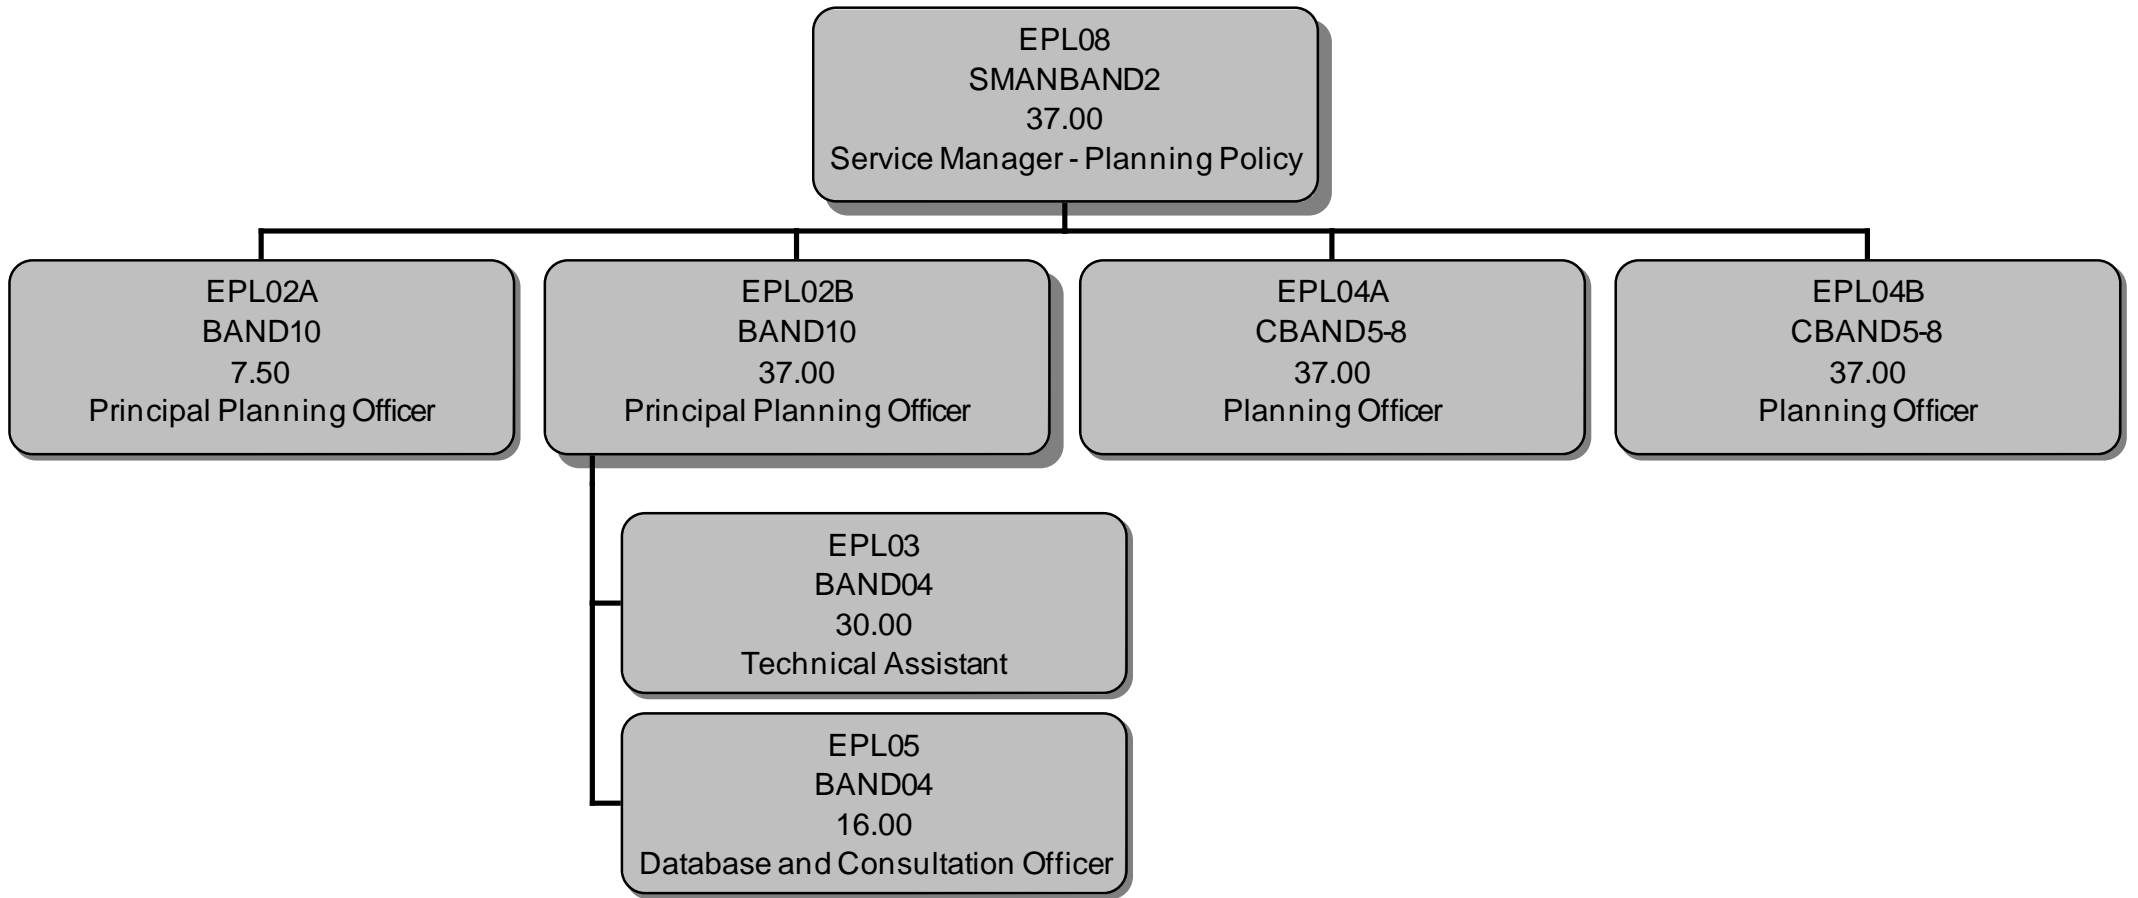 EPL08
SMANBAND2
37.00
Service Manager - Planning Policy
EPL02A
BAND10
7.50
Principal Planning Officer
EPL02B
BAND10
37.00
Principal Planning Officer
EPL04A
CBAND5-8
37.00
Planning Officer
EPL04B
CBAND5-8
37.00
Planning Officer
EPL03
BAND04
30.00
Technical Assistant
EPL05
BAND04
16.00
Database and Consultation Officer